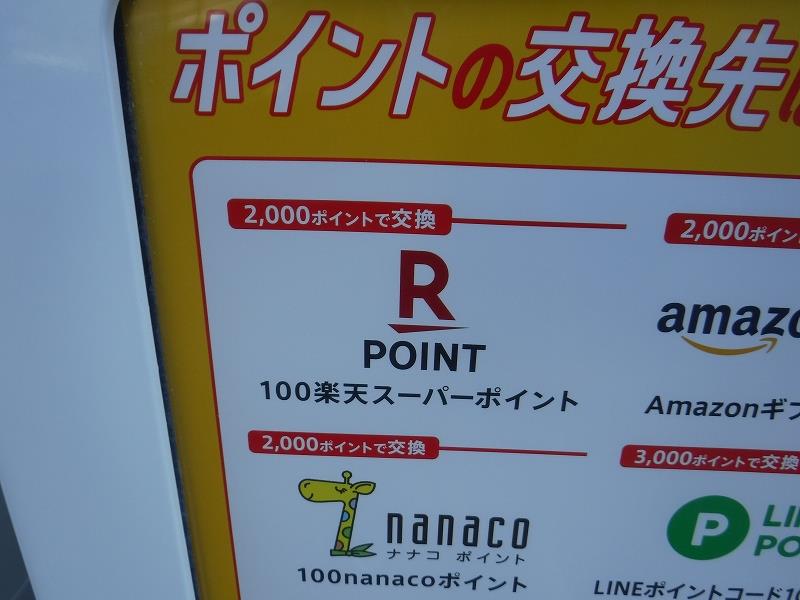 ポイントの交換先は
2,000ポイントで交換
R
POINT
100楽天スーパーポイント
2,000ポイン
amazo
Amazonギフ
2,000ポイントで交換
nanaco
ナナコ ポイント
100nanacoポイント
3,000ポイントで交換
P
LIN
PO
LINEポイントコード10